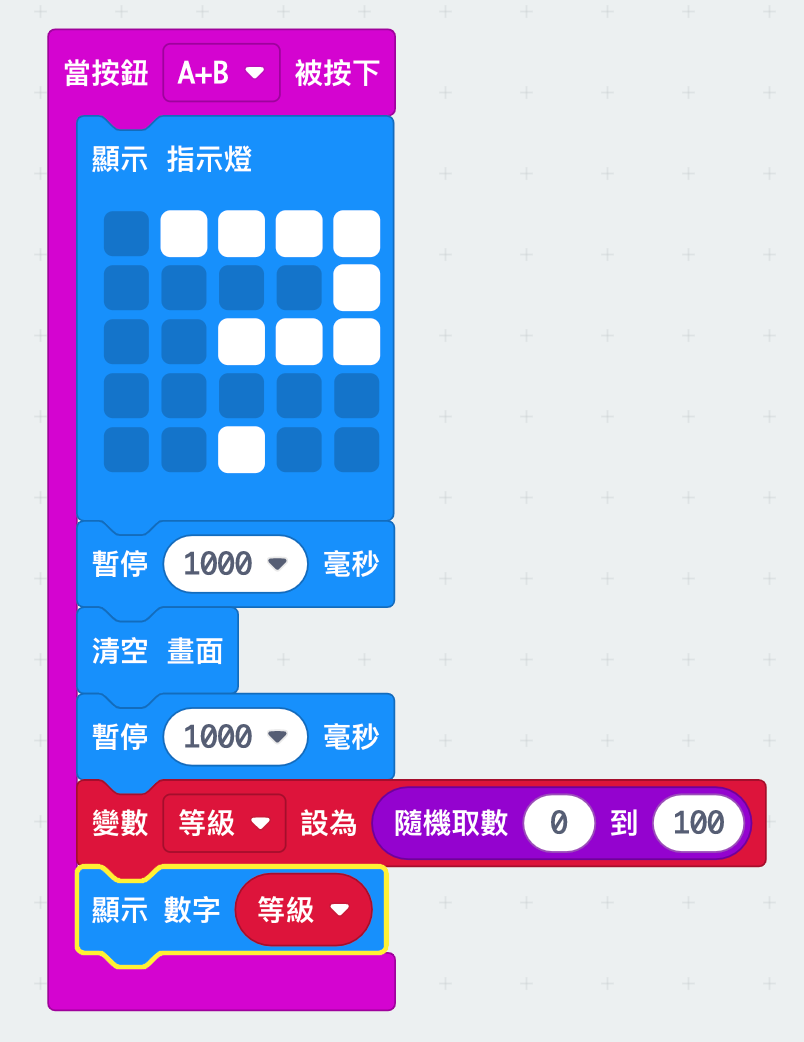 當按鈕 A+B 被按下
顯示 指示燈
暫停 1000 毫秒
清空 畫面
暫停 1000 毫秒
變數 等級 設為 隨機取數 0 到 100
顯示 數字 等級